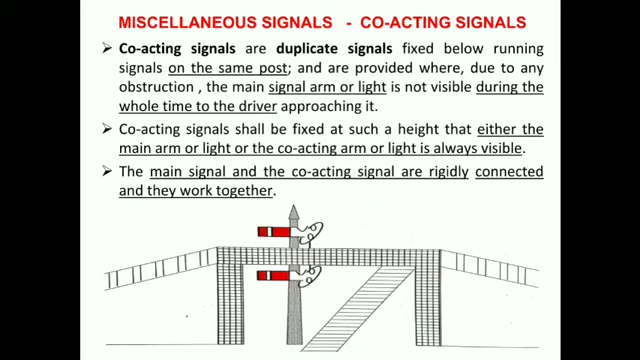 MISCELLANEOUS SIGNALS - CO-ACTING SIGNALS
➢ Co-acting signals are duplicate signals fixed below running
signals on the same post; and are provided where, due to any
obstruction , the main signal arm or light is not visible during the
whole time to the driver approaching it.
➢ Co-acting signals shall be fixed at such a height that either the
main arm or light or the co-acting arm or light is always visible.
➢ The main signal and the co-acting signal are rigidly connected
and they work together.